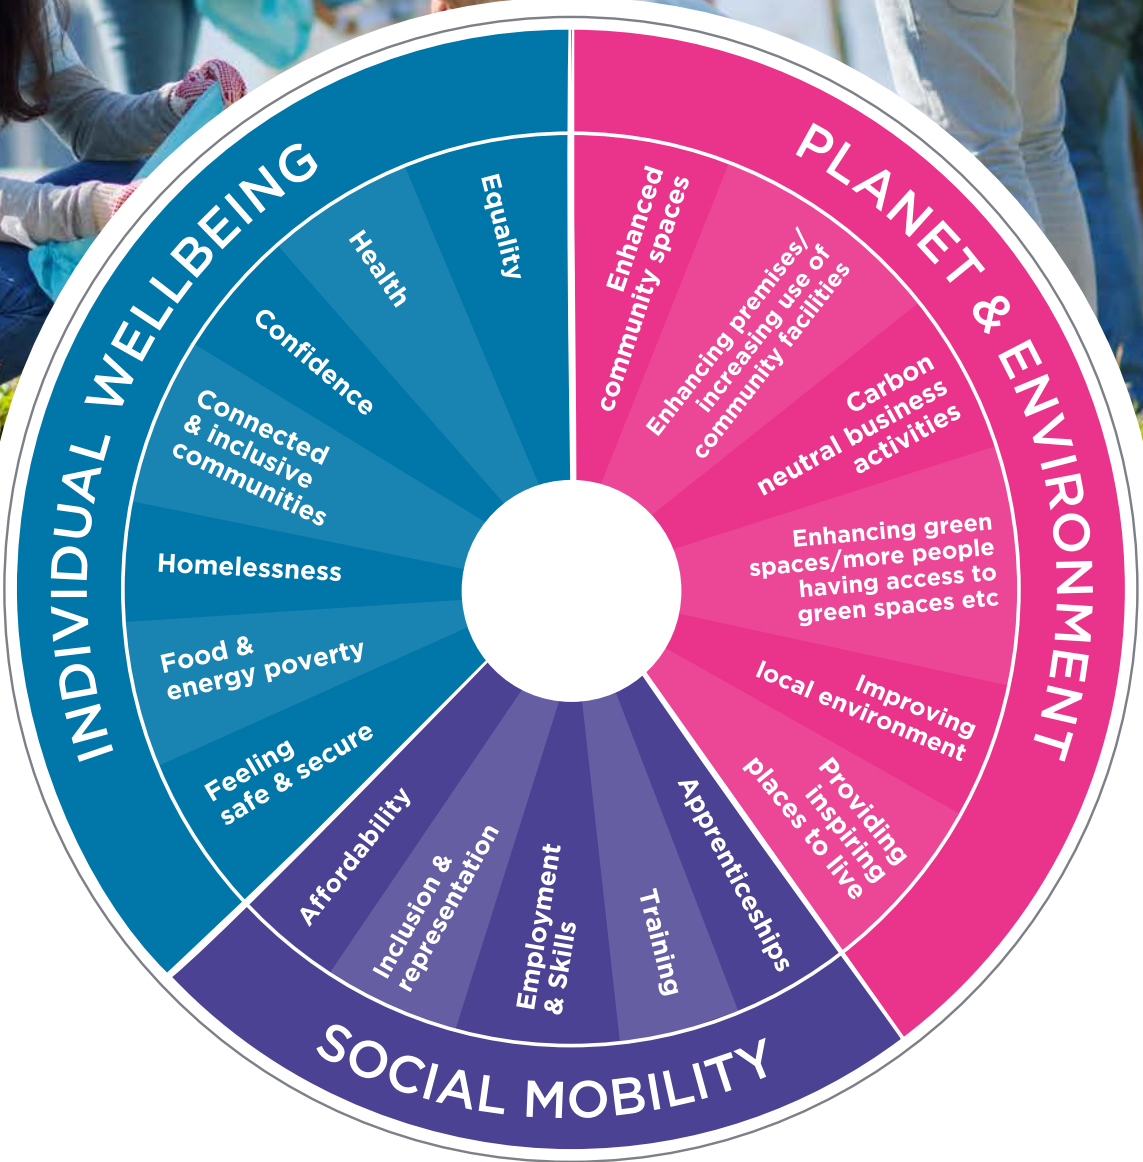 PLANET & ENVIRONMENT
Enhanced
community spaces
Enhancing premises/
increasing use of
community facilities
Carbon
neutral business
activities
Enhancing green
spaces/more people
having access to
green spaces etc
Improving
local environment
Providing
inspiring
places to live
SOCIAL MOBILITY
Apprenticeships
Training
Employment
& Skills
Inclusion &
representation
Affordability
INDIVIDUAL WELLBEING
Feeling
safe & secure
Food &
energy poverty
Homelessness
Connected
& inclusive
communities
Confidence
Health
Equality